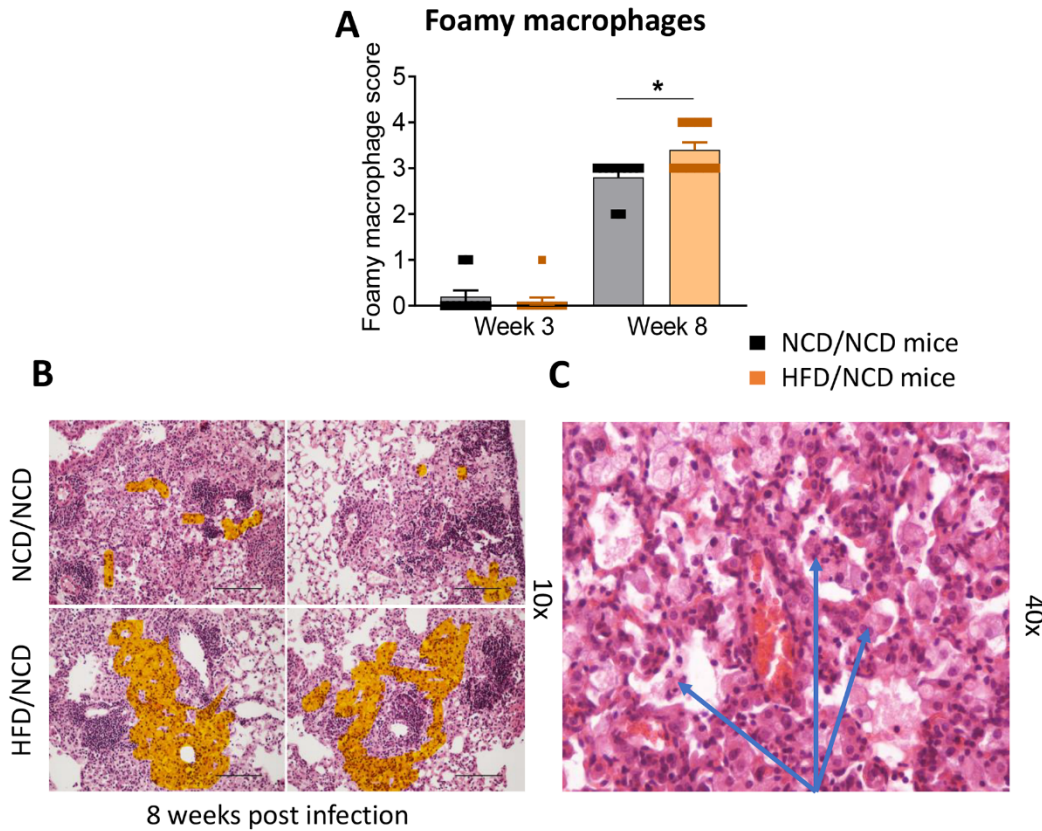 A Foamy macrophages
Foamy macrophage score
5
4
3
2
1
0
*
Week 3 Week 8
NCD/NCD mice
HFD/NCD mice
B
C
NCD/NCD
HFD/NCD
10x
40x
8 weeks post infection